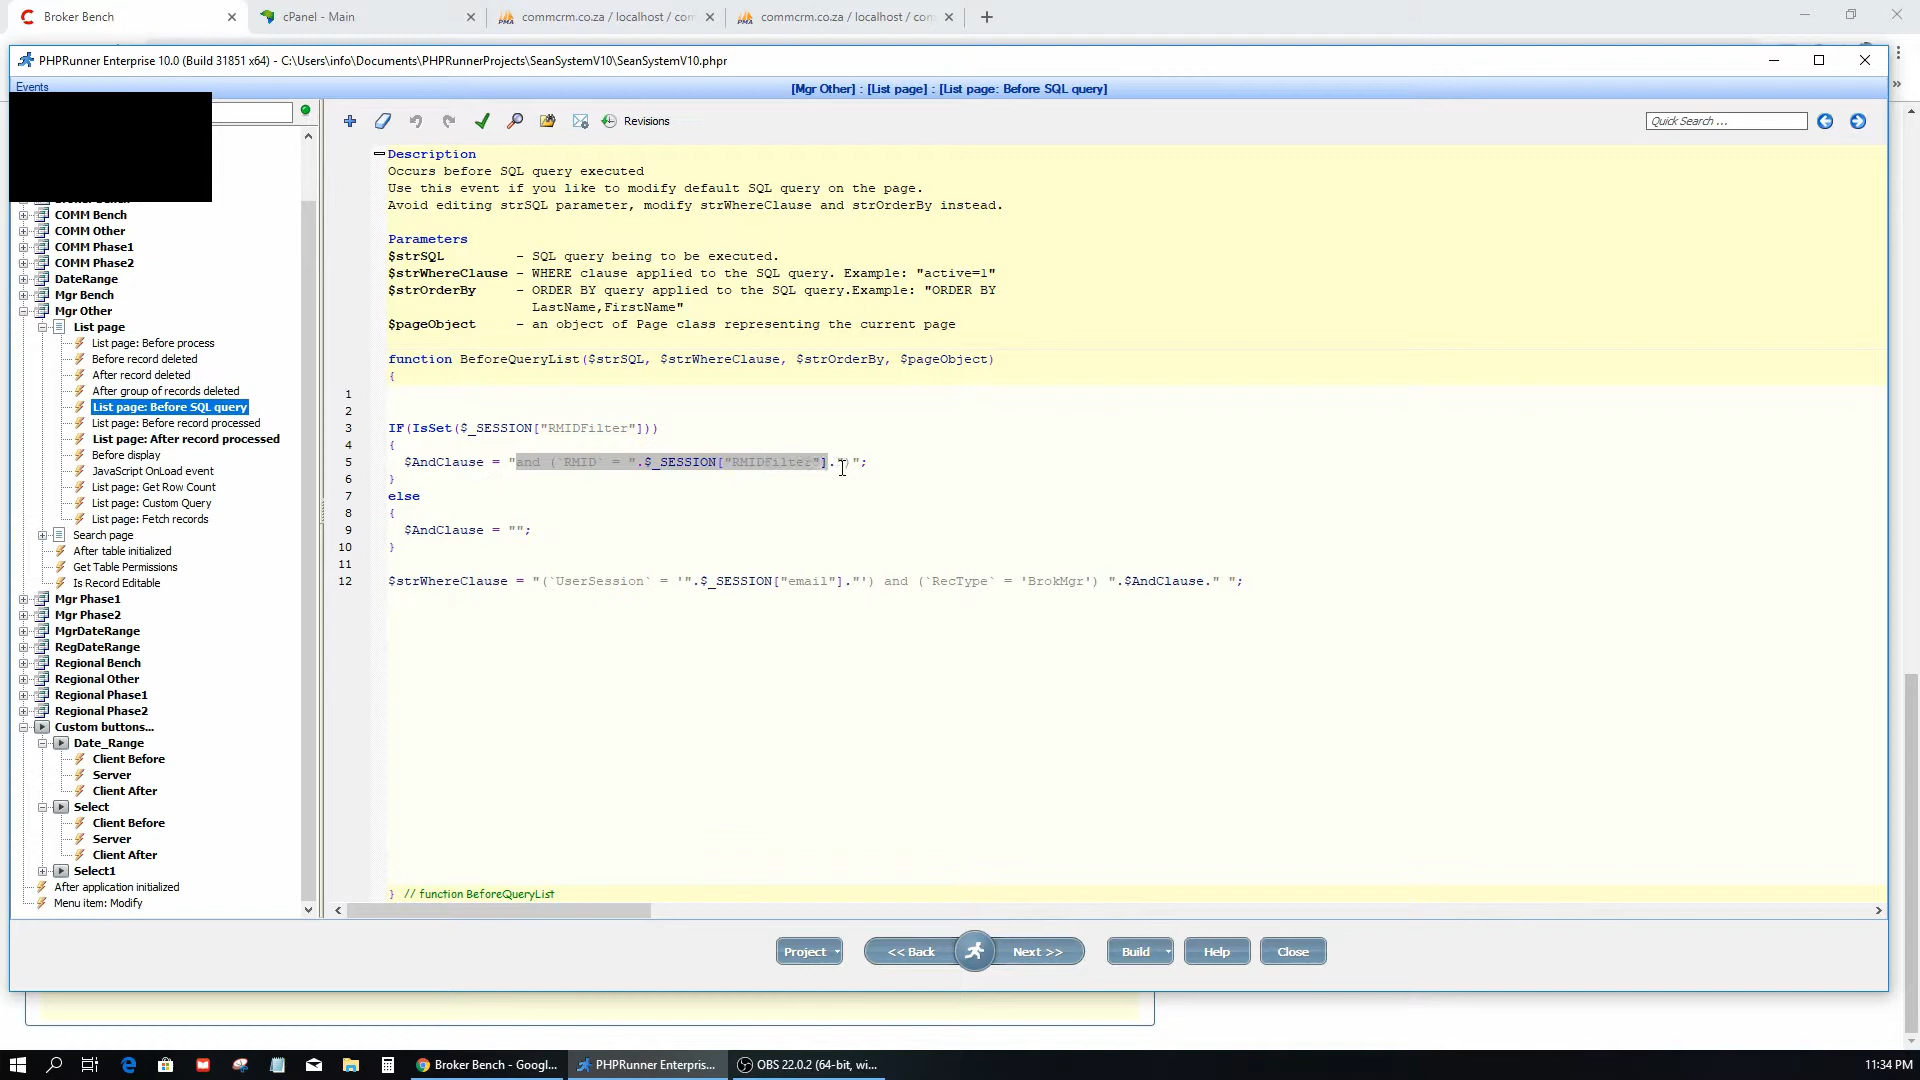 Broker Bench
cPanel - Main
commcrm.co.za / localhost / com
commcrm.co.za / localhost / com
PHPRunner Enterprise 10.0 (Build 31851 x64) - C:\Users\info\Documents\PHPRunnerProjects\SeanSystemV10\SeanSystemV10.phpr
Events
[Mgr Other] : [List page] : [List page: Before SQL query]
Revisions
Quick Search ...
COMM Bench
COMM Other
COMM Phase1
COMM Phase2
DateRange
Mgr Bench
Mgr Other
List page
List page: Before process
Before record deleted
After record deleted
After group of records deleted
List page: Before SQL query
List page: Before record processed
List page: After record processed
Before display
JavaScript OnLoad event
List page: Get Row Count
List page: Custom Query
List page: Fetch records
Search page
After table initialized
Get Table Permissions
Is Record Editable
Mgr Phase1
Mgr Phase2
MgrDateRange
RegDateRange
Regional Bench
Regional Other
Regional Phase1
Regional Phase2
Custom buttons...
Date_Range
Client Before
Server
Client After
Select
Client Before
Server
Client After
Select1
After application initialized
Menu item: Modify
Description
Occurs before SQL query executed
Use this event if you like to modify default SQL query on the page.
Avoid editing strSQL parameter, modify strWhereClause and strOrderBy instead.
Parameters
$strSQL - SQL query being to be executed.
$strWhereClause - WHERE clause applied to the SQL query. Example: "active=1"
$strOrderBy - ORDER BY query applied to the SQL query.Example: "ORDER BY
LastName,FirstName"
$pageObject - an object of Page class representing the current page
function BeforeQueryList($strSQL, $strWhereClause, $strOrderBy, $pageObject)
{
1
2
3 IF(IsSet($_SESSION["RMIDFilter"]))
4 {
5 $AndClause = "and (`RMID` = ".$_SESSION["RMIDFilter"].")";
6 }
7 else
8 {
9 $AndClause = "";
10 }
11
12 $strWhereClause = "(`UserSession` = '".$_SESSION["email"]."') and (`RecType` = 'BrokMgr') ".$AndClause." ";
} // function BeforeQueryList
Project
<< Back
Next >>
Build
Help
Close
Broker Bench - Googl...
PHPRunner Enterpris...
OBS 22.0.2 (64-bit, wi...
11:34 PM